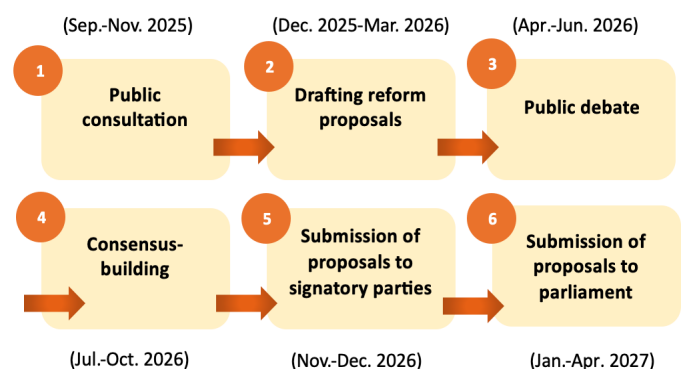 (Sep.-Nov. 2025)
(Dec. 2025-Mar. 2026)
(Apr.-Jun. 2026)
1
Public
consultation
2
Drafting reform
proposals
3
Public debate
4
Consensus-
building
5
Submission of
proposals to
signatory parties
6
Submission of
proposals to
parliament
(Jul.-Oct. 2026)
(Nov.-Dec. 2026)
(Jan.-Apr. 2027)